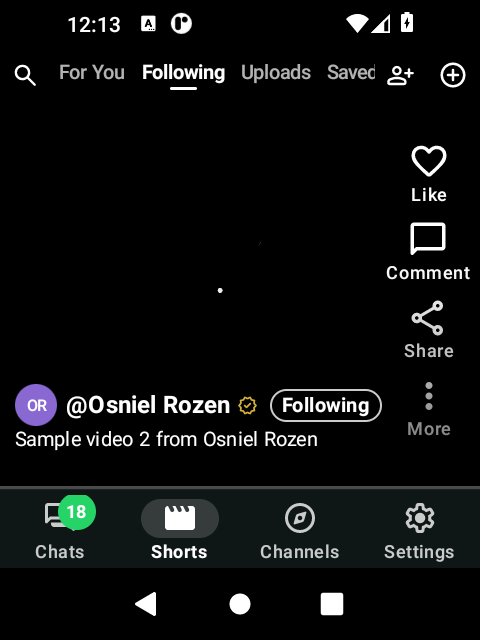 12:13
For You Following Uploads Saved
Like
Comment
Share
OR @Osniel Rozen Following
More
Sample video 2 from Osniel Rozen
18
Chats Shorts Channels Settings